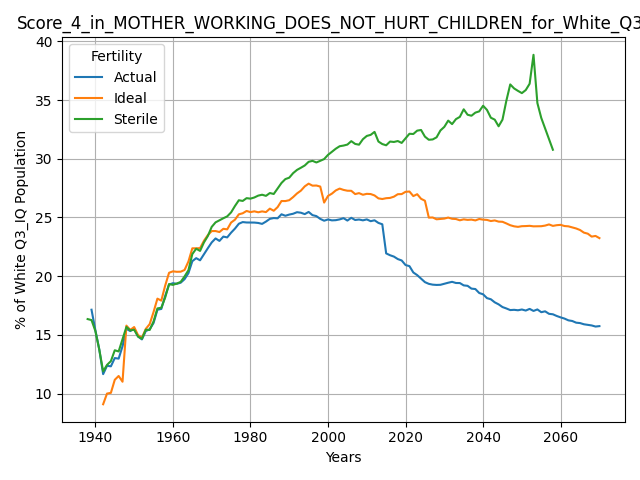 Score_4_in_MOTHER_WORKING_DOES_NOT_HURT_CHILDREN_for_White_Q3
Fertility
Actual
Ideal
Sterile
% of White Q3_IQ Population
40
35
30
25
20
15
10
1940 1960 1980 2000 2020 2040 2060
Years